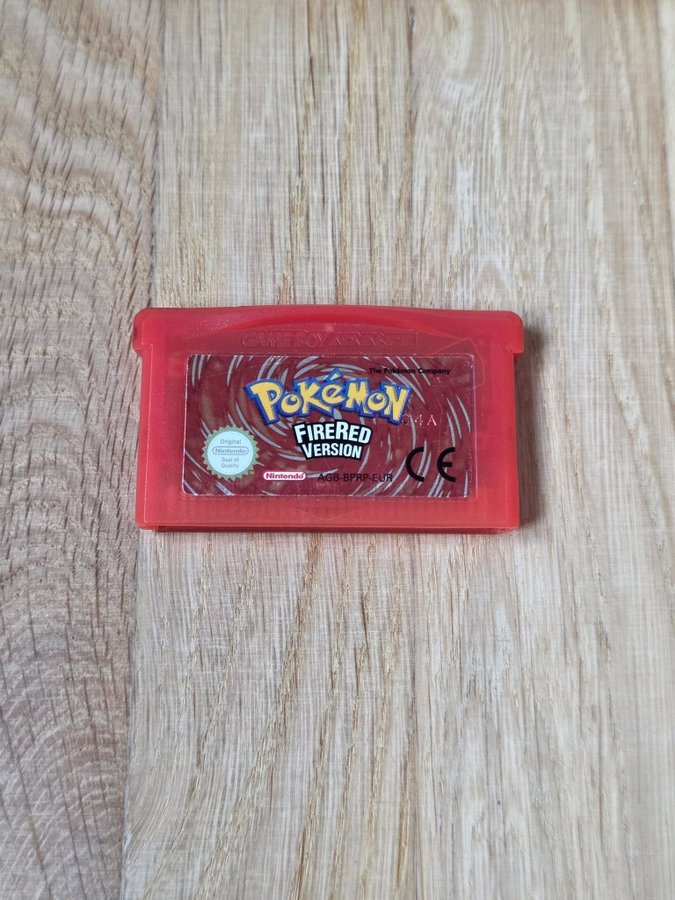 GAME BOY ADVANCE
The Pokémon Company
POKéMON
04A
FIRERED
VERSION
Original
Nintendo
Seal of
Quality
Nintendo
AGB-BPRP-EUR
CE